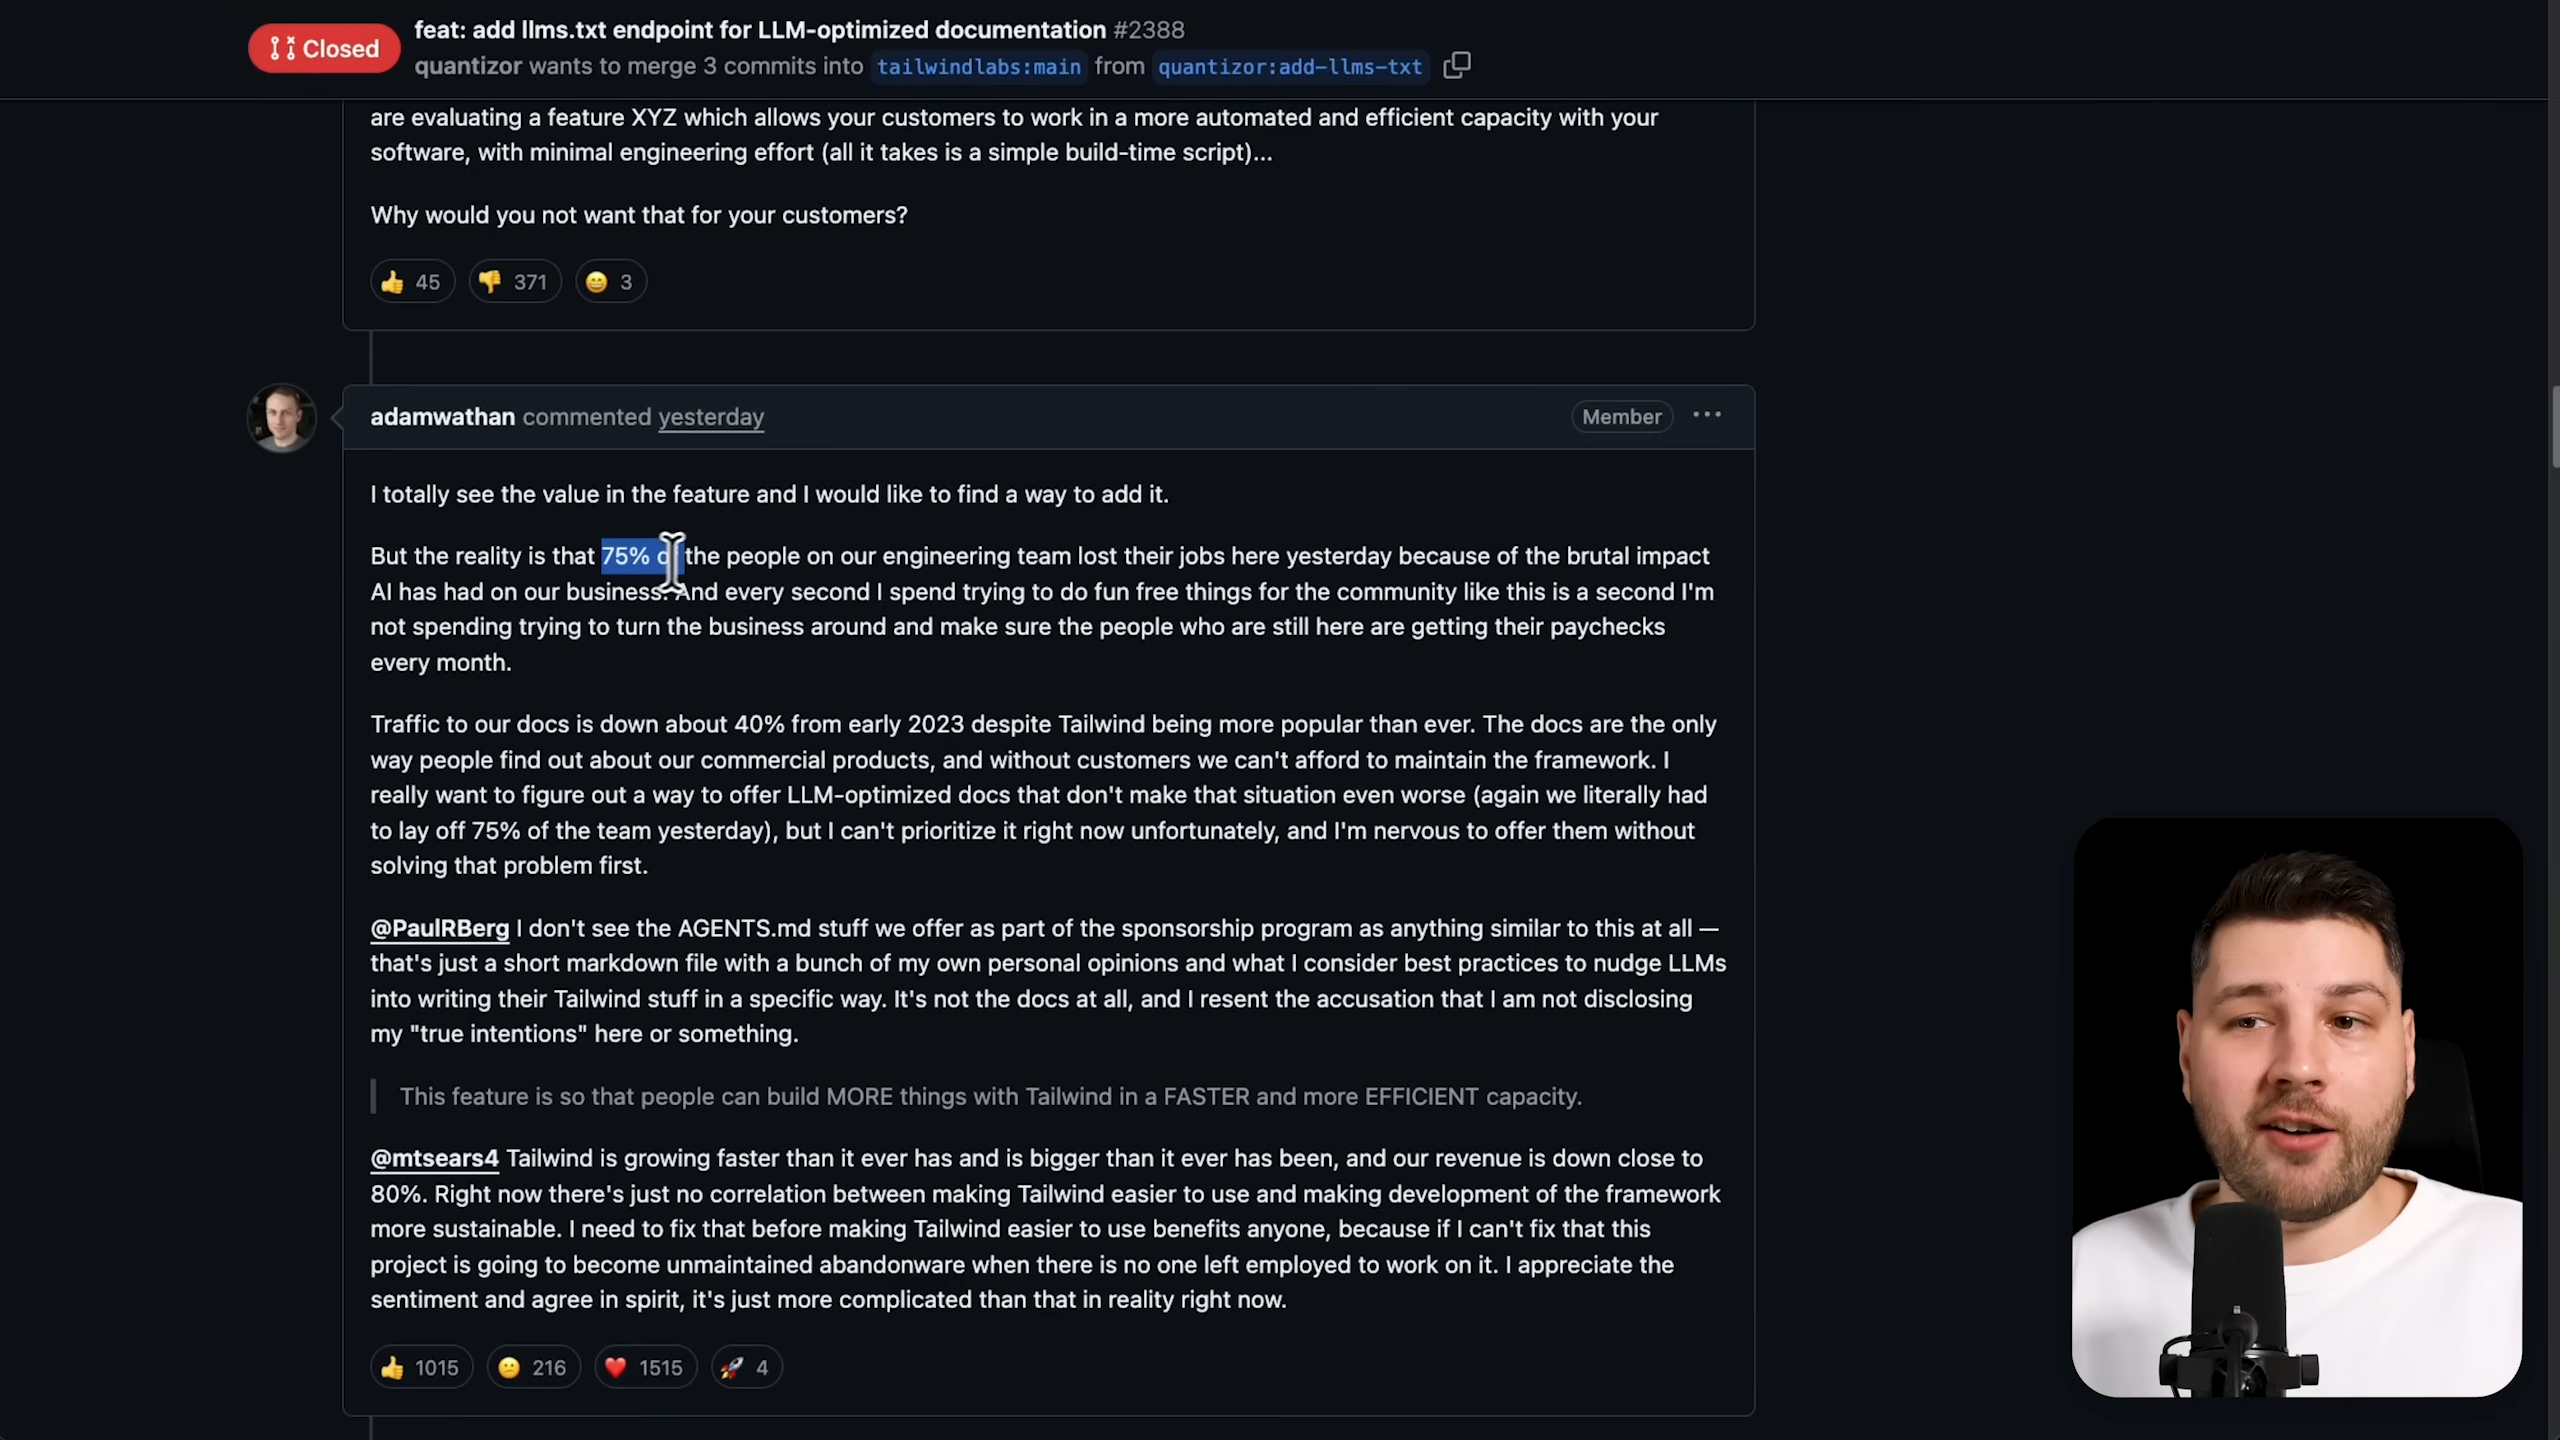 Closed
feat: add llms.txt endpoint for LLM-optimized documentation #2388
quantizor wants to merge 3 commits into tailwindlabs:main from quantizor:add-llms-txt
are evaluating a feature XYZ which allows your customers to work in a more automated and efficient capacity with your
software, with minimal engineering effort (all it takes is a simple build-time script)...
Why would you not want that for your customers?
👍 45 👎 371 😄 3
adamwathan commented yesterday Member ...
I totally see the value in the feature and I would like to find a way to add it.
But the reality is that 75% of the people on our engineering team lost their jobs here yesterday because of the brutal impact
AI has had on our business. And every second I spend trying to do fun free things for the community like this is a second I'm
not spending trying to turn the business around and make sure the people who are still here are getting their paychecks
every month.
Traffic to our docs is down about 40% from early 2023 despite Tailwind being more popular than ever. The docs are the only
way people find out about our commercial products, and without customers we can't afford to maintain the framework. I
really want to figure out a way to offer LLM-optimized docs that don't make that situation even worse (again we literally had
to lay off 75% of the team yesterday), but I can't prioritize it right now unfortunately, and I'm nervous to offer them without
solving that problem first.
@PaulRBerg I don't see the AGENTS.md stuff we offer as part of the sponsorship program as anything similar to this at all —
that's just a short markdown file with a bunch of my own personal opinions and what I consider best practices to nudge LLMs
into writing their Tailwind stuff in a specific way. It's not the docs at all, and I resent the accusation that I am not disclosing
my "true intentions" here or something.
This feature is so that people can build MORE things with Tailwind in a FASTER and more EFFICIENT capacity.
@mtsears4 Tailwind is growing faster than it ever has and is bigger than it ever has been, and our revenue is down close to
80%. Right now there's just no correlation between making Tailwind easier to use and making development of the framework
more sustainable. I need to fix that before making Tailwind easier to use benefits anyone, because if I can't fix that this
project is going to become unmaintained abandonware when there is no one left employed to work on it. I appreciate the
sentiment and agree in spirit, it's just more complicated than that in reality right now.
👍 1015 😕 216 ❤️ 1515 🚀 4